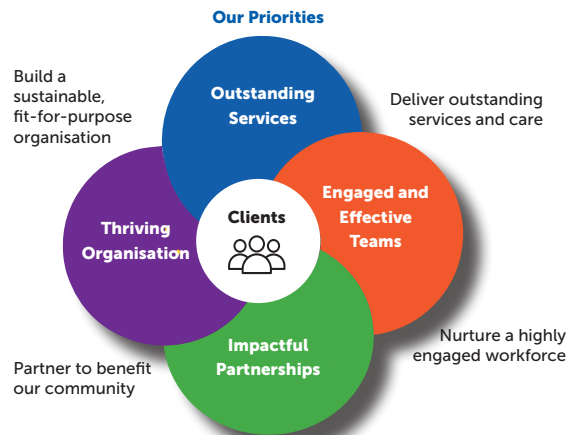 Our Priorities
Build a
sustainable,
fit-for-purpose
organisation
Outstanding
Services
Deliver outstanding
services and care
Engaged and
Effective
Teams
Clients
Thriving
Organisation
Impactful
Partnerships
Nurture a highly
engaged workforce
Partner to benefit
our community